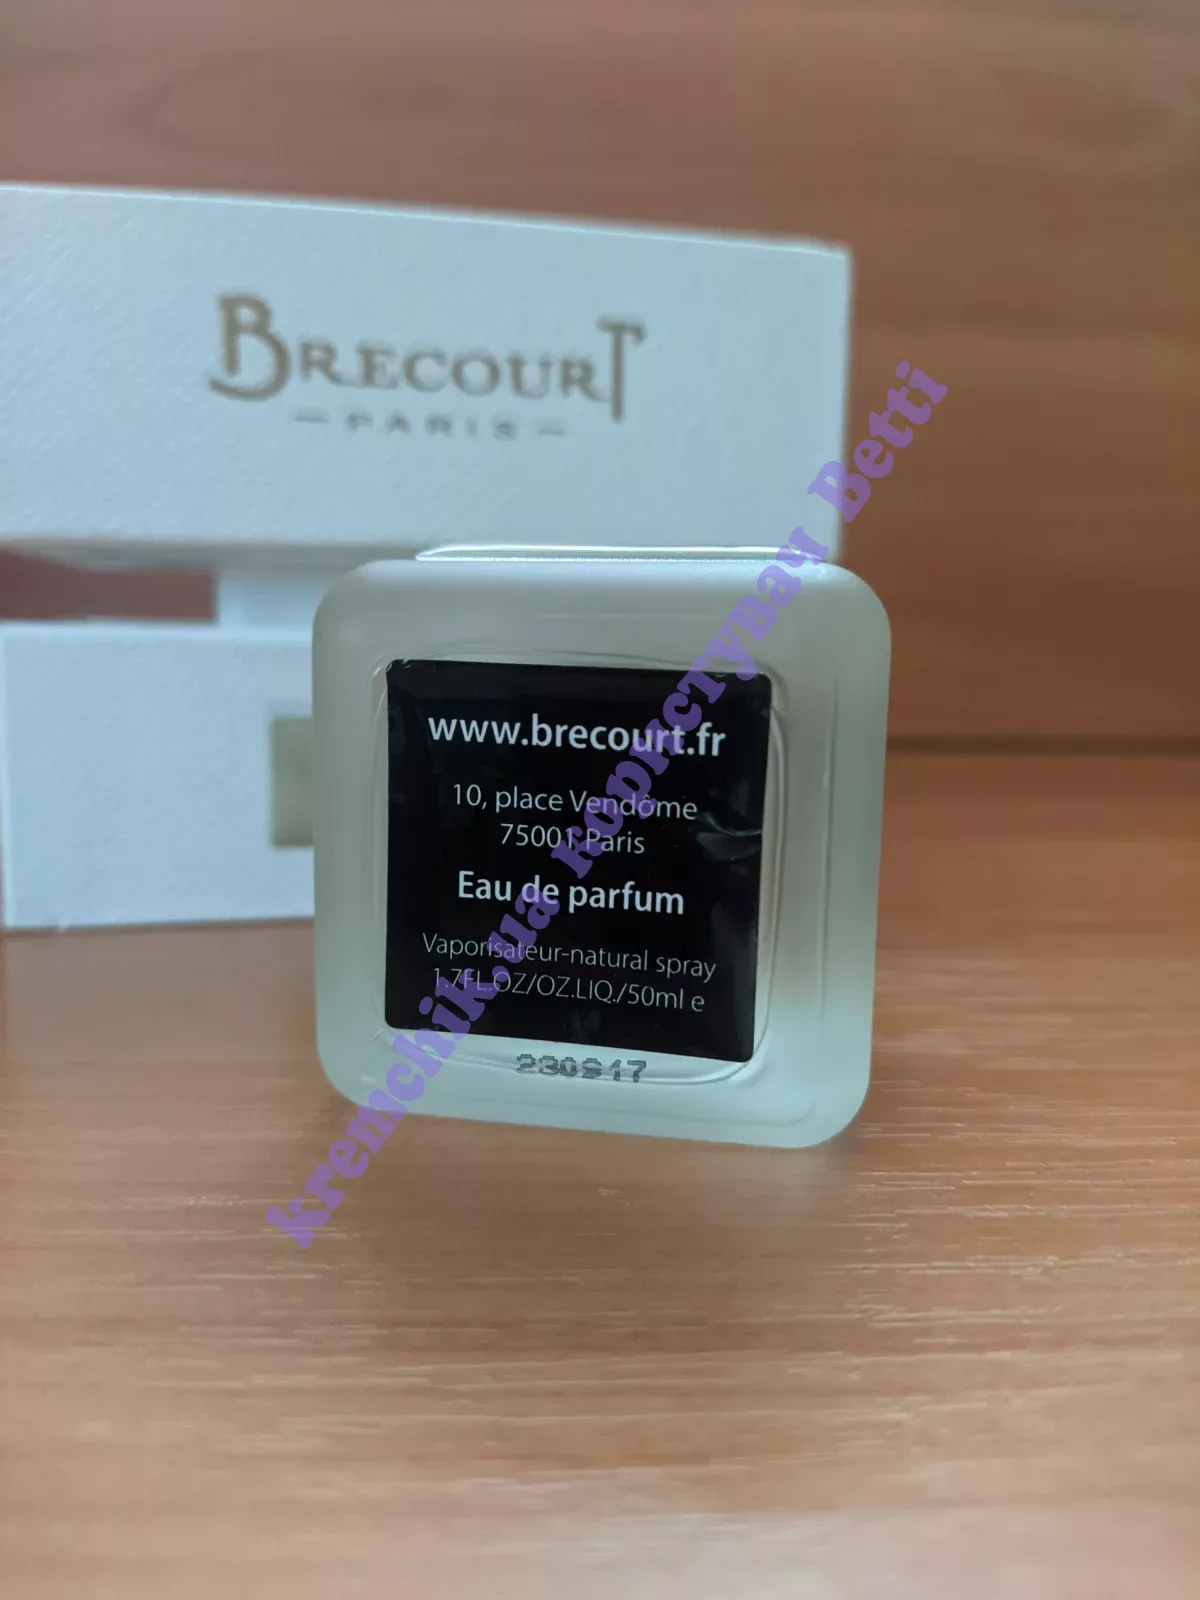 BRECOURT
– PARIS –
www.brecourt.fr
10, place Vendôme
75001 Paris
Eau de parfum
Vaporisateur-natural spray
1.7FL.OZ/OZ.LIQ./50ml e
230917
kremchik.ua користувач Betti